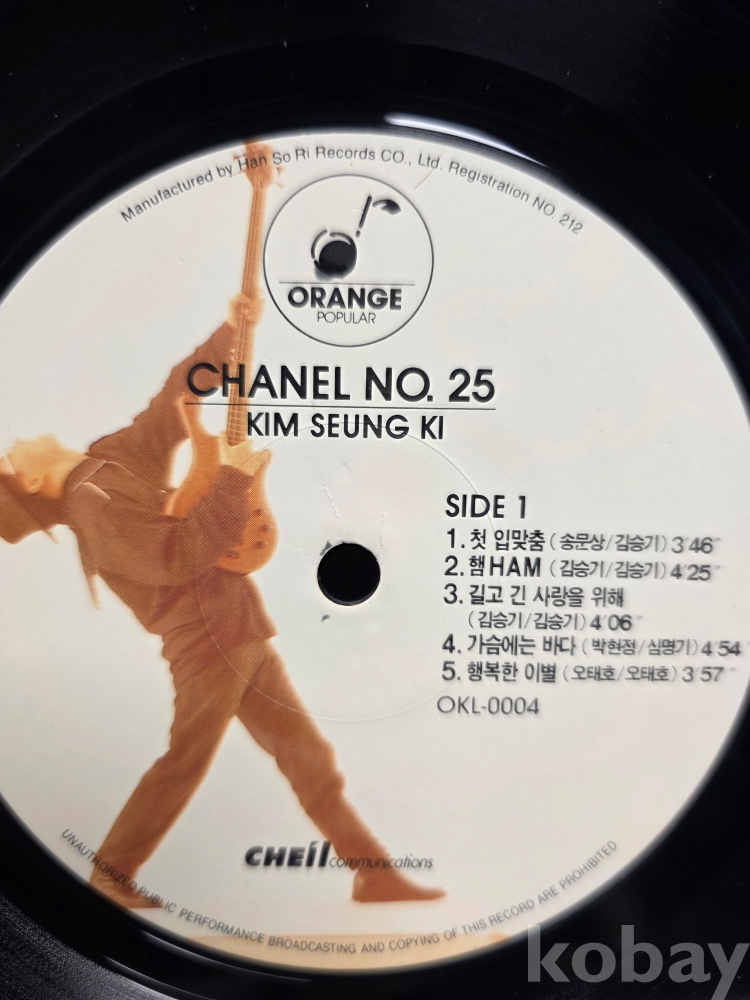 Manufactured by Han So Ri Records CO., Ltd. Registration NO. 212
ORANGE
POPULAR
CHANEL NO. 25
KIM SEUNG KI
SIDE 1
1. 첫 입맞춤 (송문상/김승기) 3′46″
2. 햄HAM (김승기/김승기) 4′25″
3. 길고 긴 사랑을 위해
(김승기/김승기) 4′06″
4. 가슴에는 바다 (박현정/심명기) 4′54″
5. 행복한 이별 (오태호/오태호) 3′57″
OKL-0004
CHEIL communications
UNAUTHORIZED PUBLIC PERFORMANCE BROADCASTING AND COPYING OF THIS RECORD ARE PROHIBITED
kobay